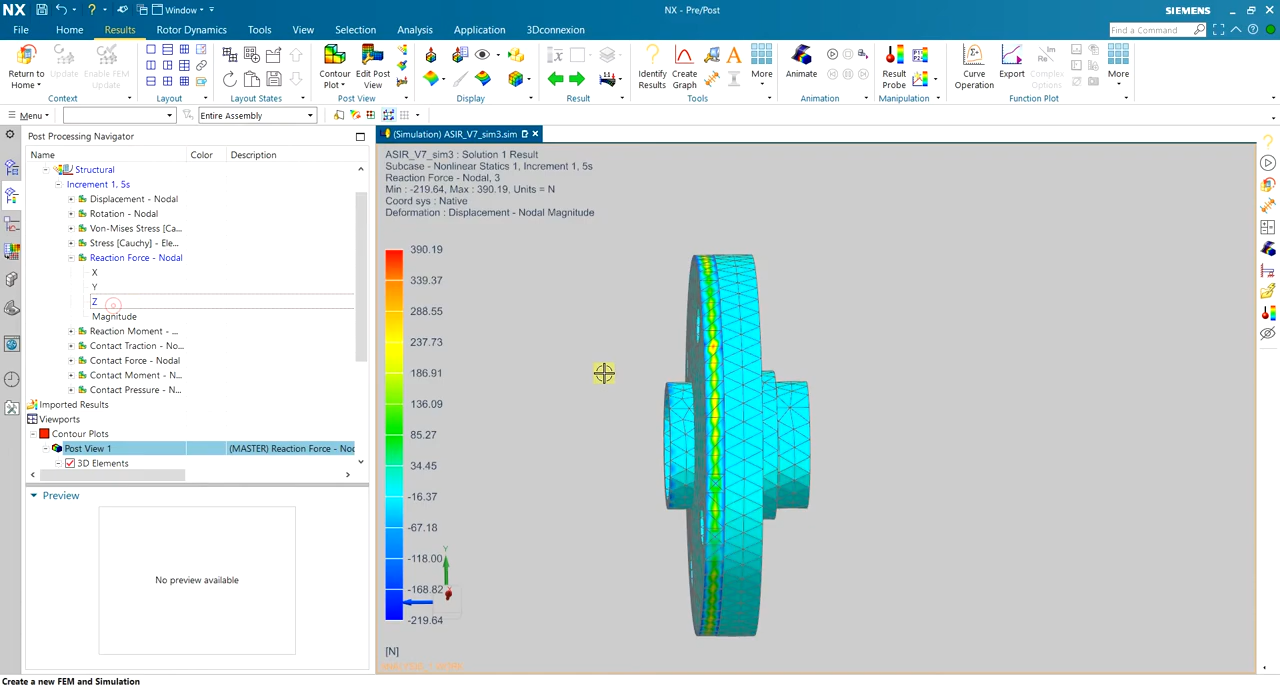 NX
Window
NX - Pre/Post
SIEMENS
File
Home
Results
Rotor Dynamics
Tools
View
Selection
Analysis
Application
3Dconnexion
Find a Command
Return to Home
Update
Enable FEM Update
Context
Layout
Layout States
Contour Plot
Edit Post View
Post View
Display
Result
Identify Results
Create Graph
More
Tools
Animate
Animation
Result Probe
Manipulation
Curve Operation
Export
Complex Options
More
Function Plot
Menu
Entire Assembly
Post Processing Navigator
Name Color Description
Structural
Increment 1, 5s
Displacement - Nodal
Rotation - Nodal
Von-Mises Stress [Ca...
Stress [Cauchy] - Ele...
Reaction Force - Nodal
X
Y
Z
Magnitude
Reaction Moment - ...
Contact Traction - No...
Contact Force - Nodal
Contact Moment - N...
Contact Pressure - N...
Imported Results
Viewports
Contour Plots
Post View 1 (MASTER) Reaction Force - Noc
3D Elements
Preview
No preview available
Create a new FEM and Simulation
(Simulation) ASIR_V7_sim3.sim
ASIR_V7_sim3 : Solution 1 Result
Subcase - Nonlinear Statics 1, Increment 1, 5s
Reaction Force - Nodal, 3
Min : -219.64, Max : 390.19, Units = N
Coord sys : Native
Deformation : Displacement - Nodal Magnitude
390.19
339.37
288.55
237.73
186.91
136.09
85.27
34.45
-16.37
-67.18
-118.00
-168.82
-219.64
Y
[N]